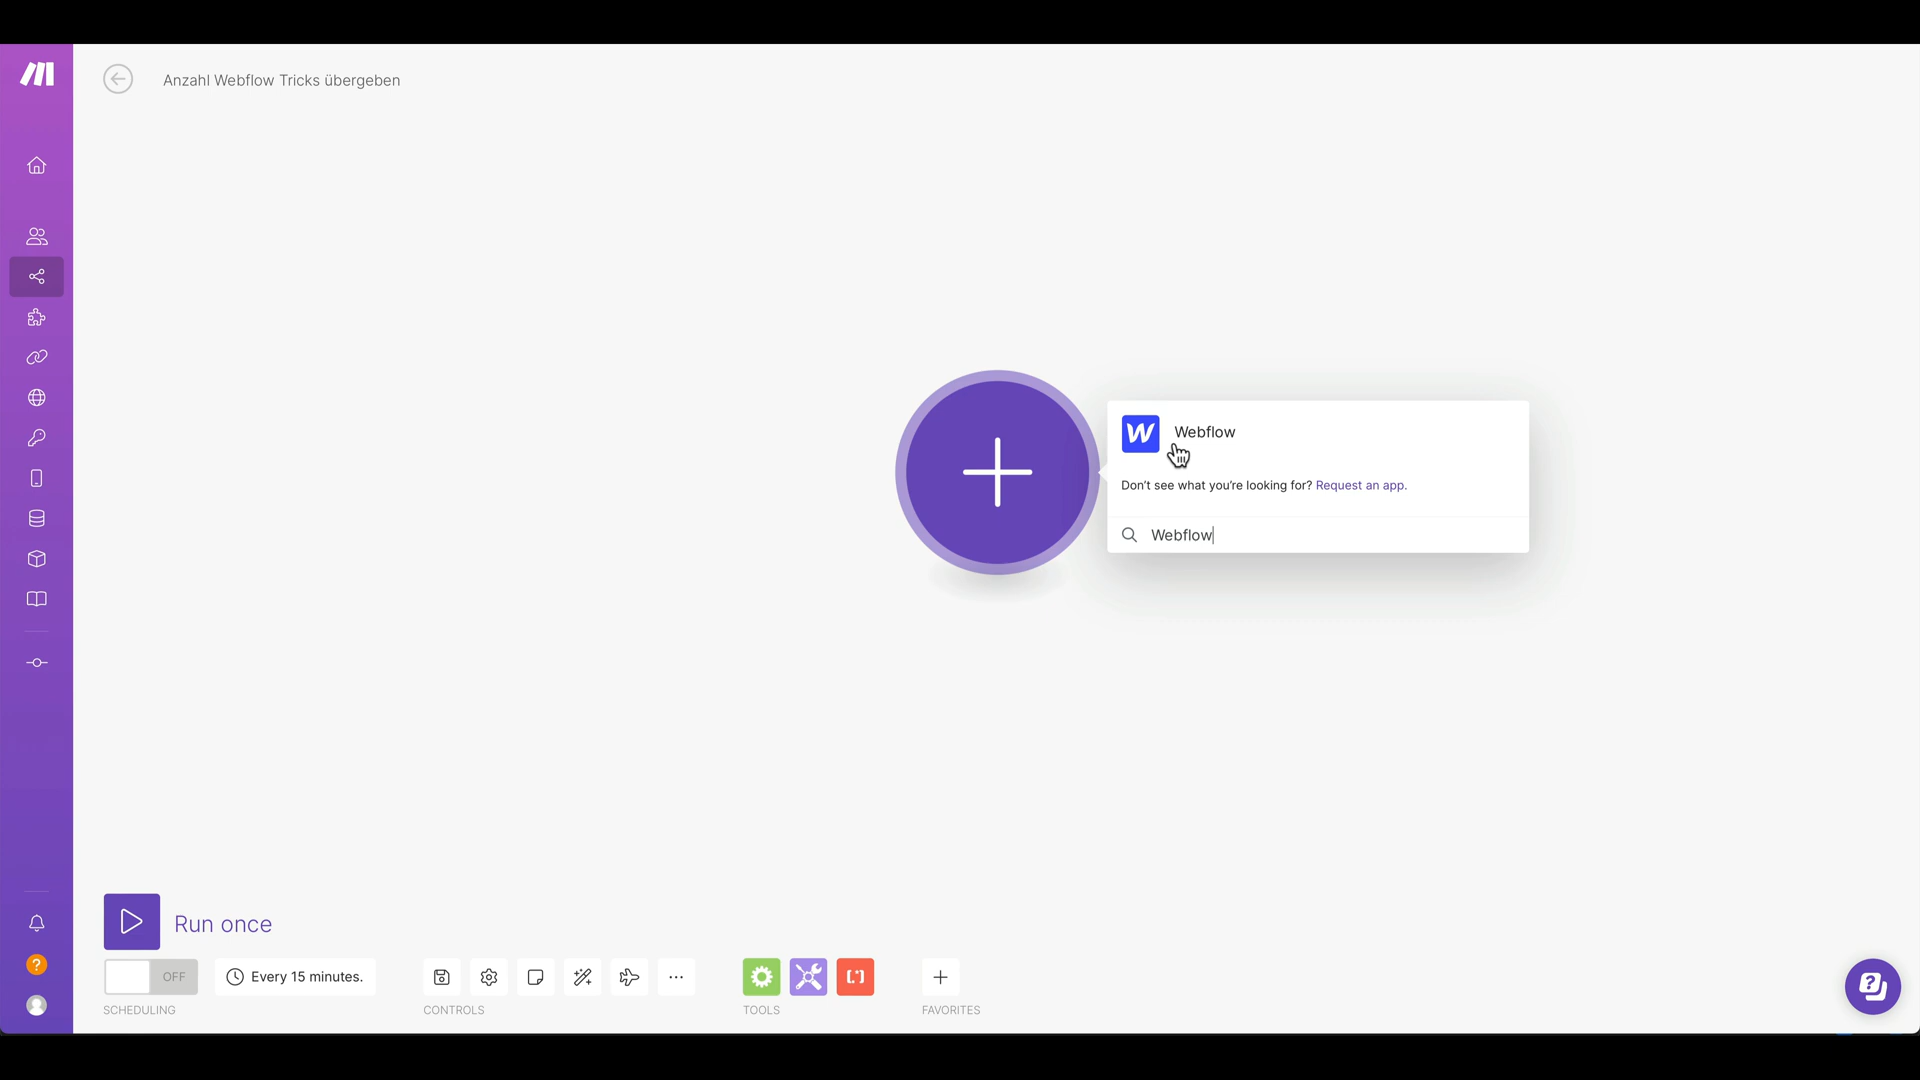 Anzahl Webflow Tricks übergeben
W Webflow
Don't see what you're looking for? Request an app.
Webflow
Run once
OFF
Every 15 minutes.
SCHEDULING
CONTROLS
TOOLS
FAVORITES